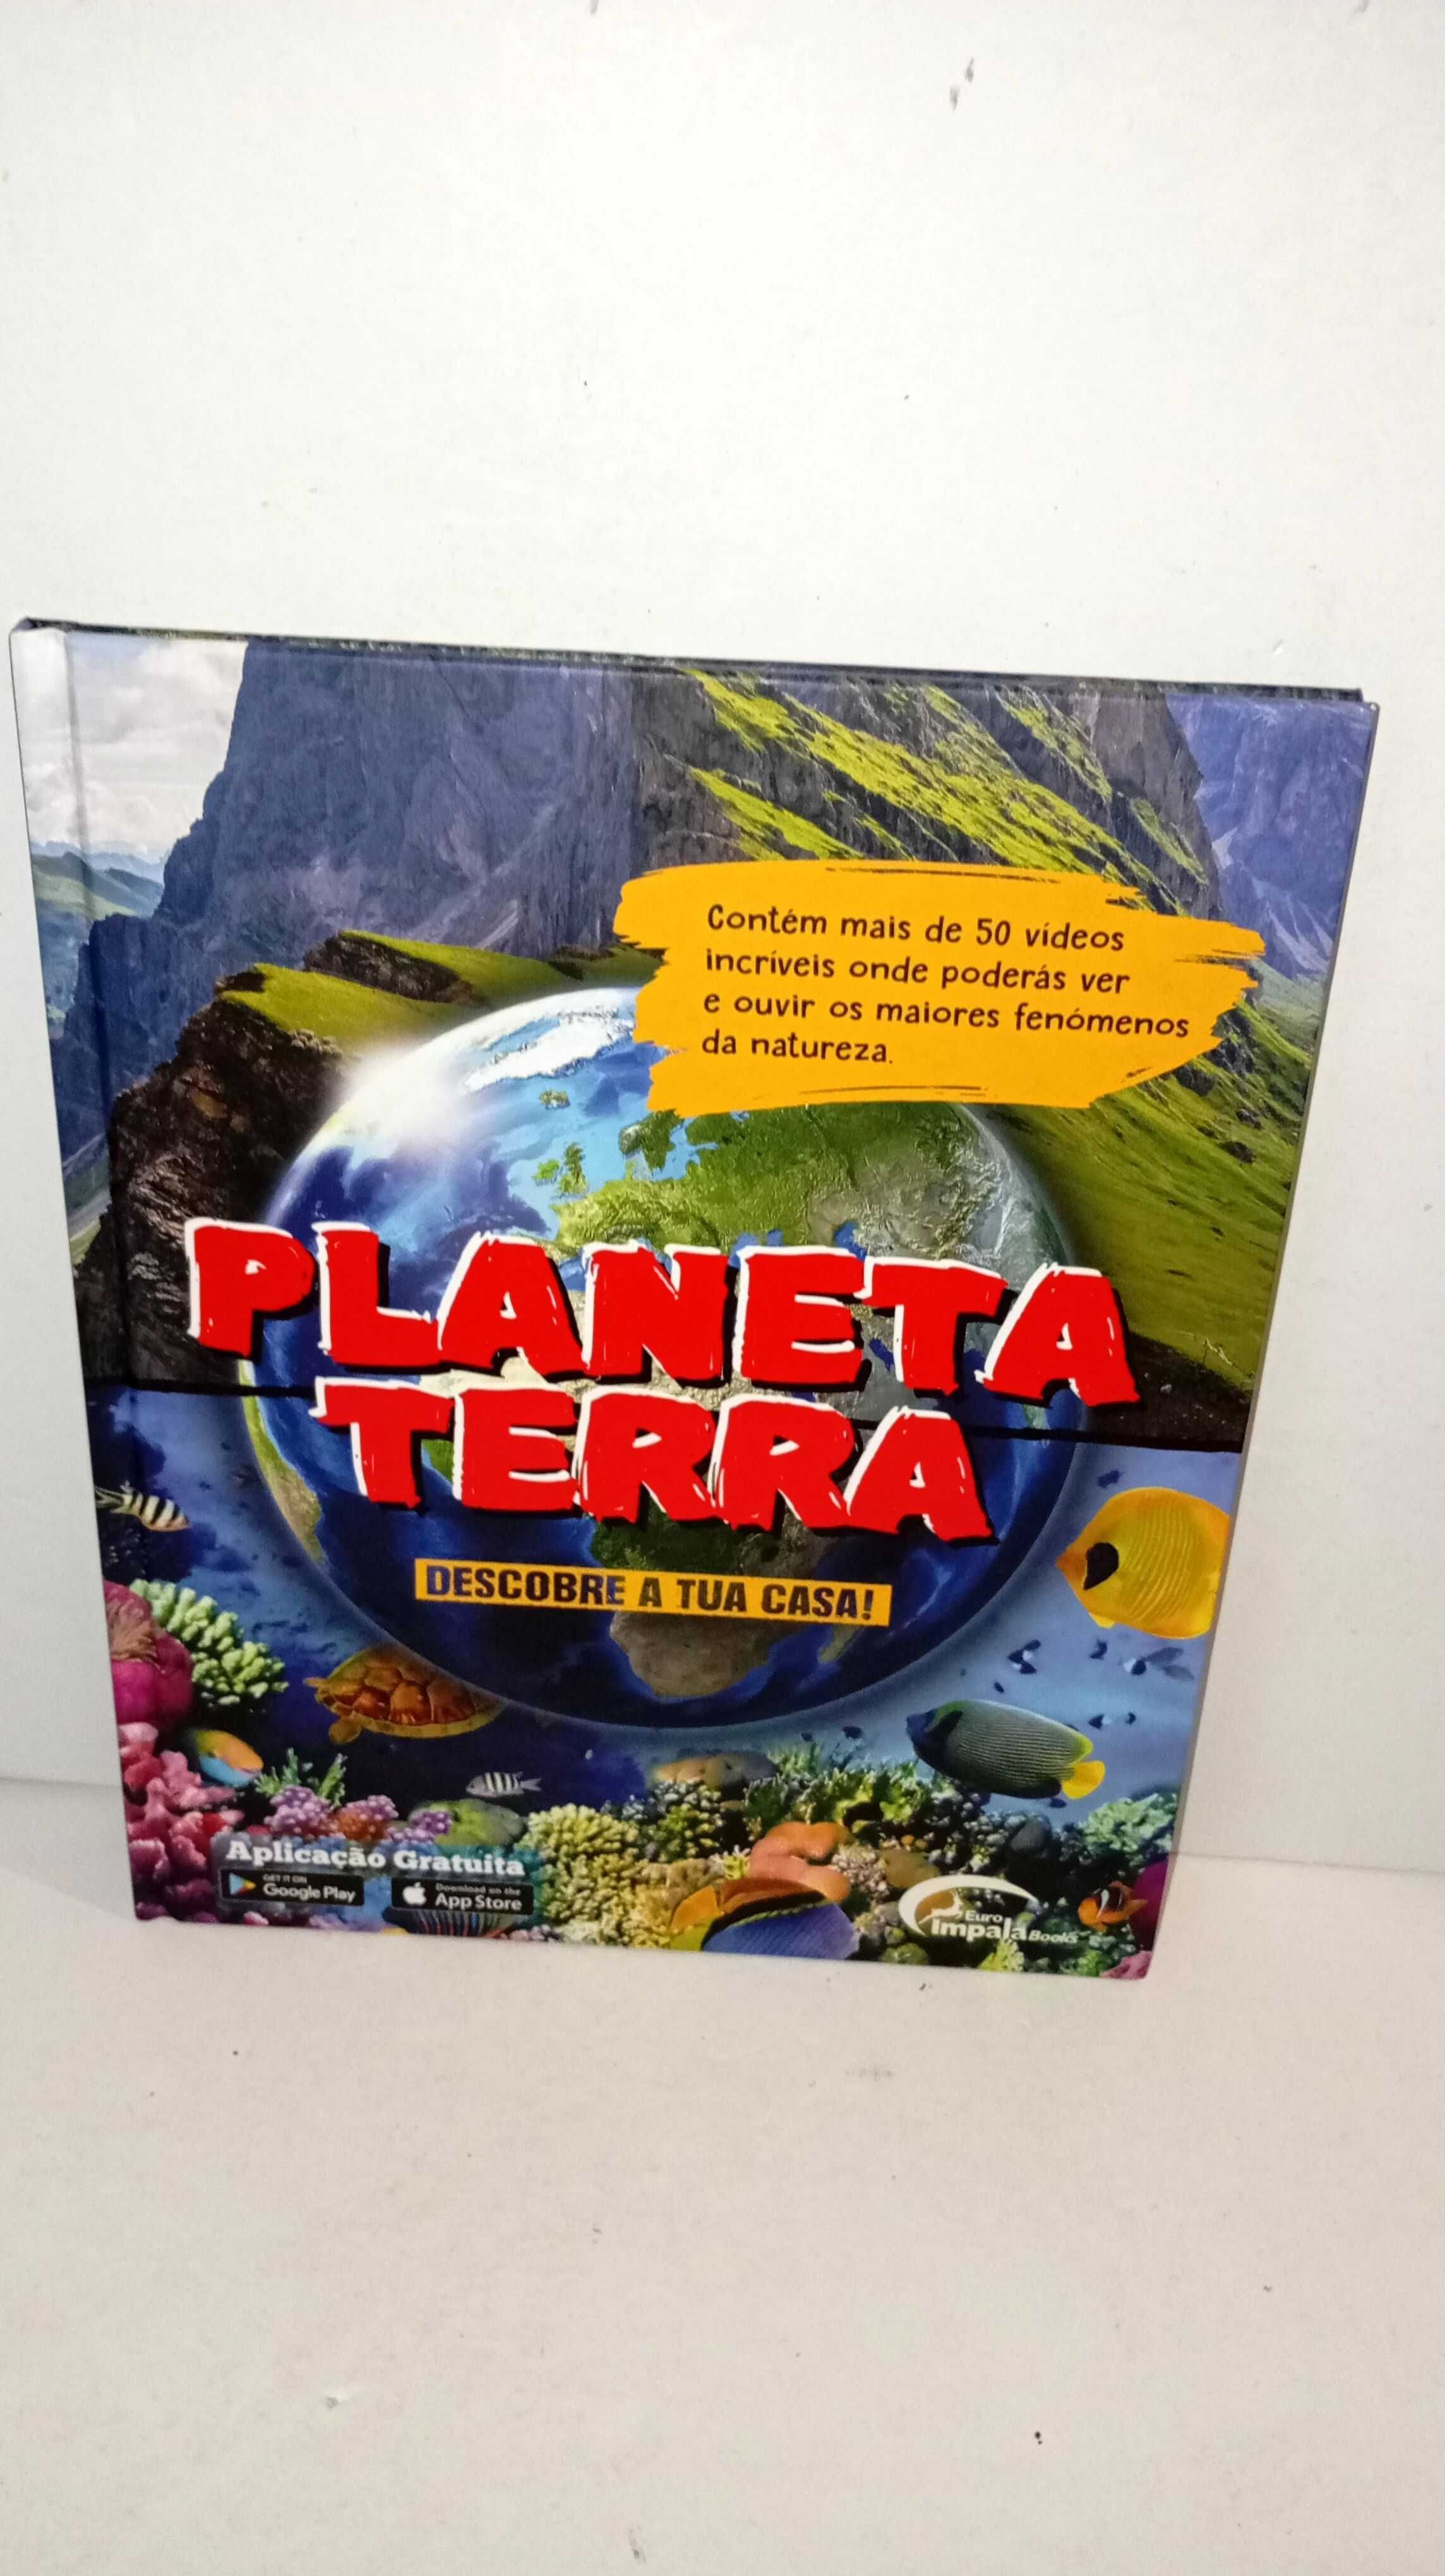 Contém mais de 50 vídeos
incríveis onde poderás ver
e ouvir os maiores fenómenos
da natureza.
PLANETA
TERRA
DESCOBRE A TUA CASA!
Aplicação Gratuita
GET IT ON
Google Play
Download on the
App Store
Euro
Impala Books